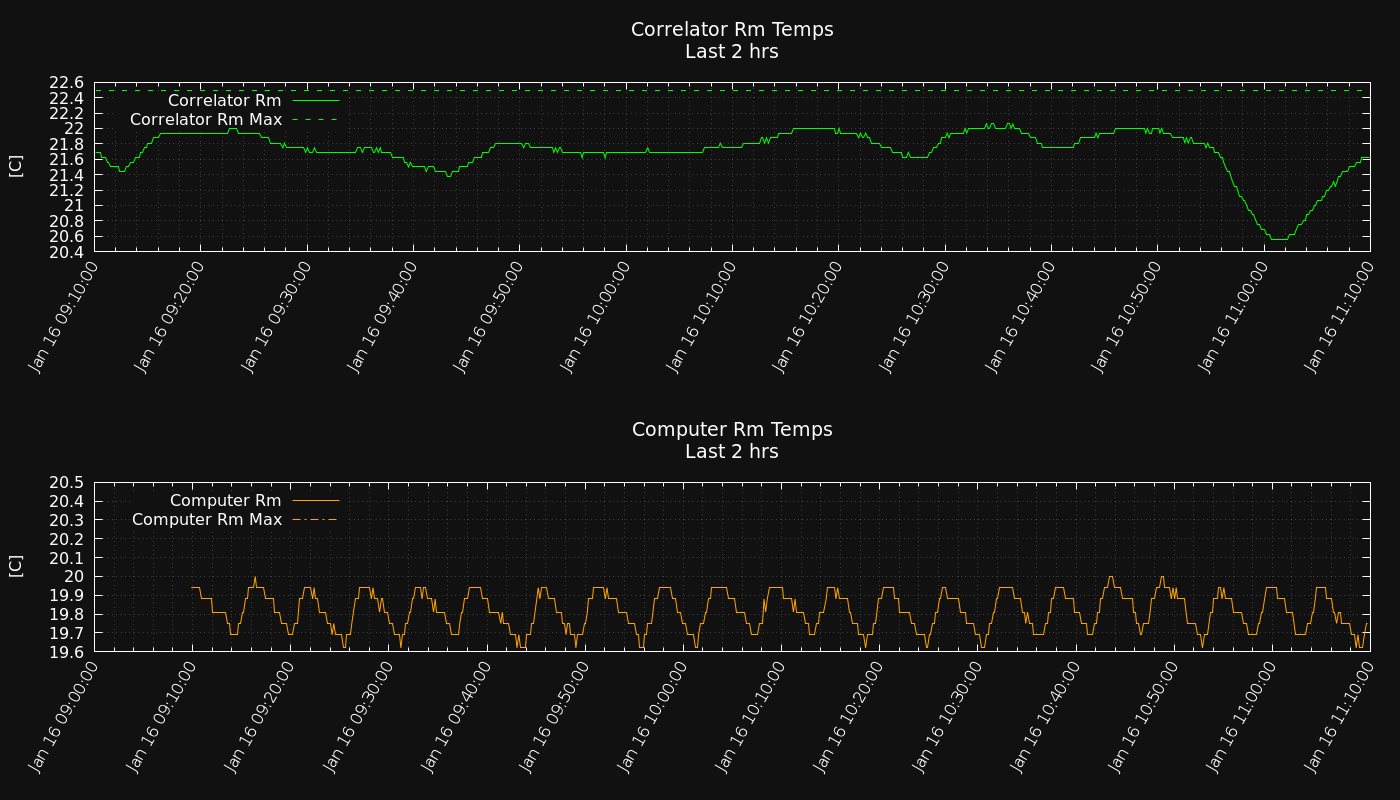 Correlator Rm Temps
Last 2 hrs
22.6
22.4
22.2
22
21.8
21.6
21.4
21.2
21
20.8
20.6
20.4
[C]
Correlator Rm
Correlator Rm Max
Jan 16 09:10:00
Jan 16 09:20:00
Jan 16 09:30:00
Jan 16 09:40:00
Jan 16 09:50:00
Jan 16 10:00:00
Jan 16 10:10:00
Jan 16 10:20:00
Jan 16 10:30:00
Jan 16 10:40:00
Jan 16 10:50:00
Jan 16 11:00:00
Jan 16 11:10:00
Computer Rm Temps
Last 2 hrs
20.5
20.4
20.3
20.2
20.1
20
19.9
19.8
19.7
19.6
[C]
Computer Rm
Computer Rm Max
Jan 16 09:00:00
Jan 16 09:10:00
Jan 16 09:20:00
Jan 16 09:30:00
Jan 16 09:40:00
Jan 16 09:50:00
Jan 16 10:00:00
Jan 16 10:10:00
Jan 16 10:20:00
Jan 16 10:30:00
Jan 16 10:40:00
Jan 16 10:50:00
Jan 16 11:00:00
Jan 16 11:10:00